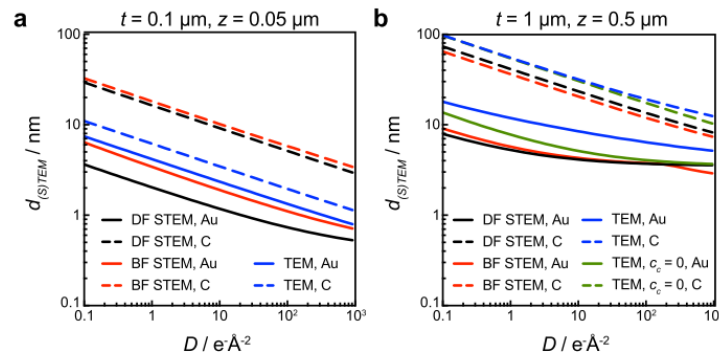 a
t = 0.1 µm, z = 0.05 µm
d(S)TEM / nm
100
10
1
0.1
DF STEM, Au
DF STEM, C
BF STEM, Au
BF STEM, C
TEM, Au
TEM, C
0.1 1 10 10² 10³
D / e⁻Å⁻²
b
t = 1 µm, z = 0.5 µm
100
10
1
0.1
DF STEM, Au
DF STEM, C
BF STEM, Au
BF STEM, C
TEM, Au
TEM, C
TEM, cc = 0, Au
TEM, cc = 0, C
0.1 1 10 10² 10
D / e⁻Å⁻²